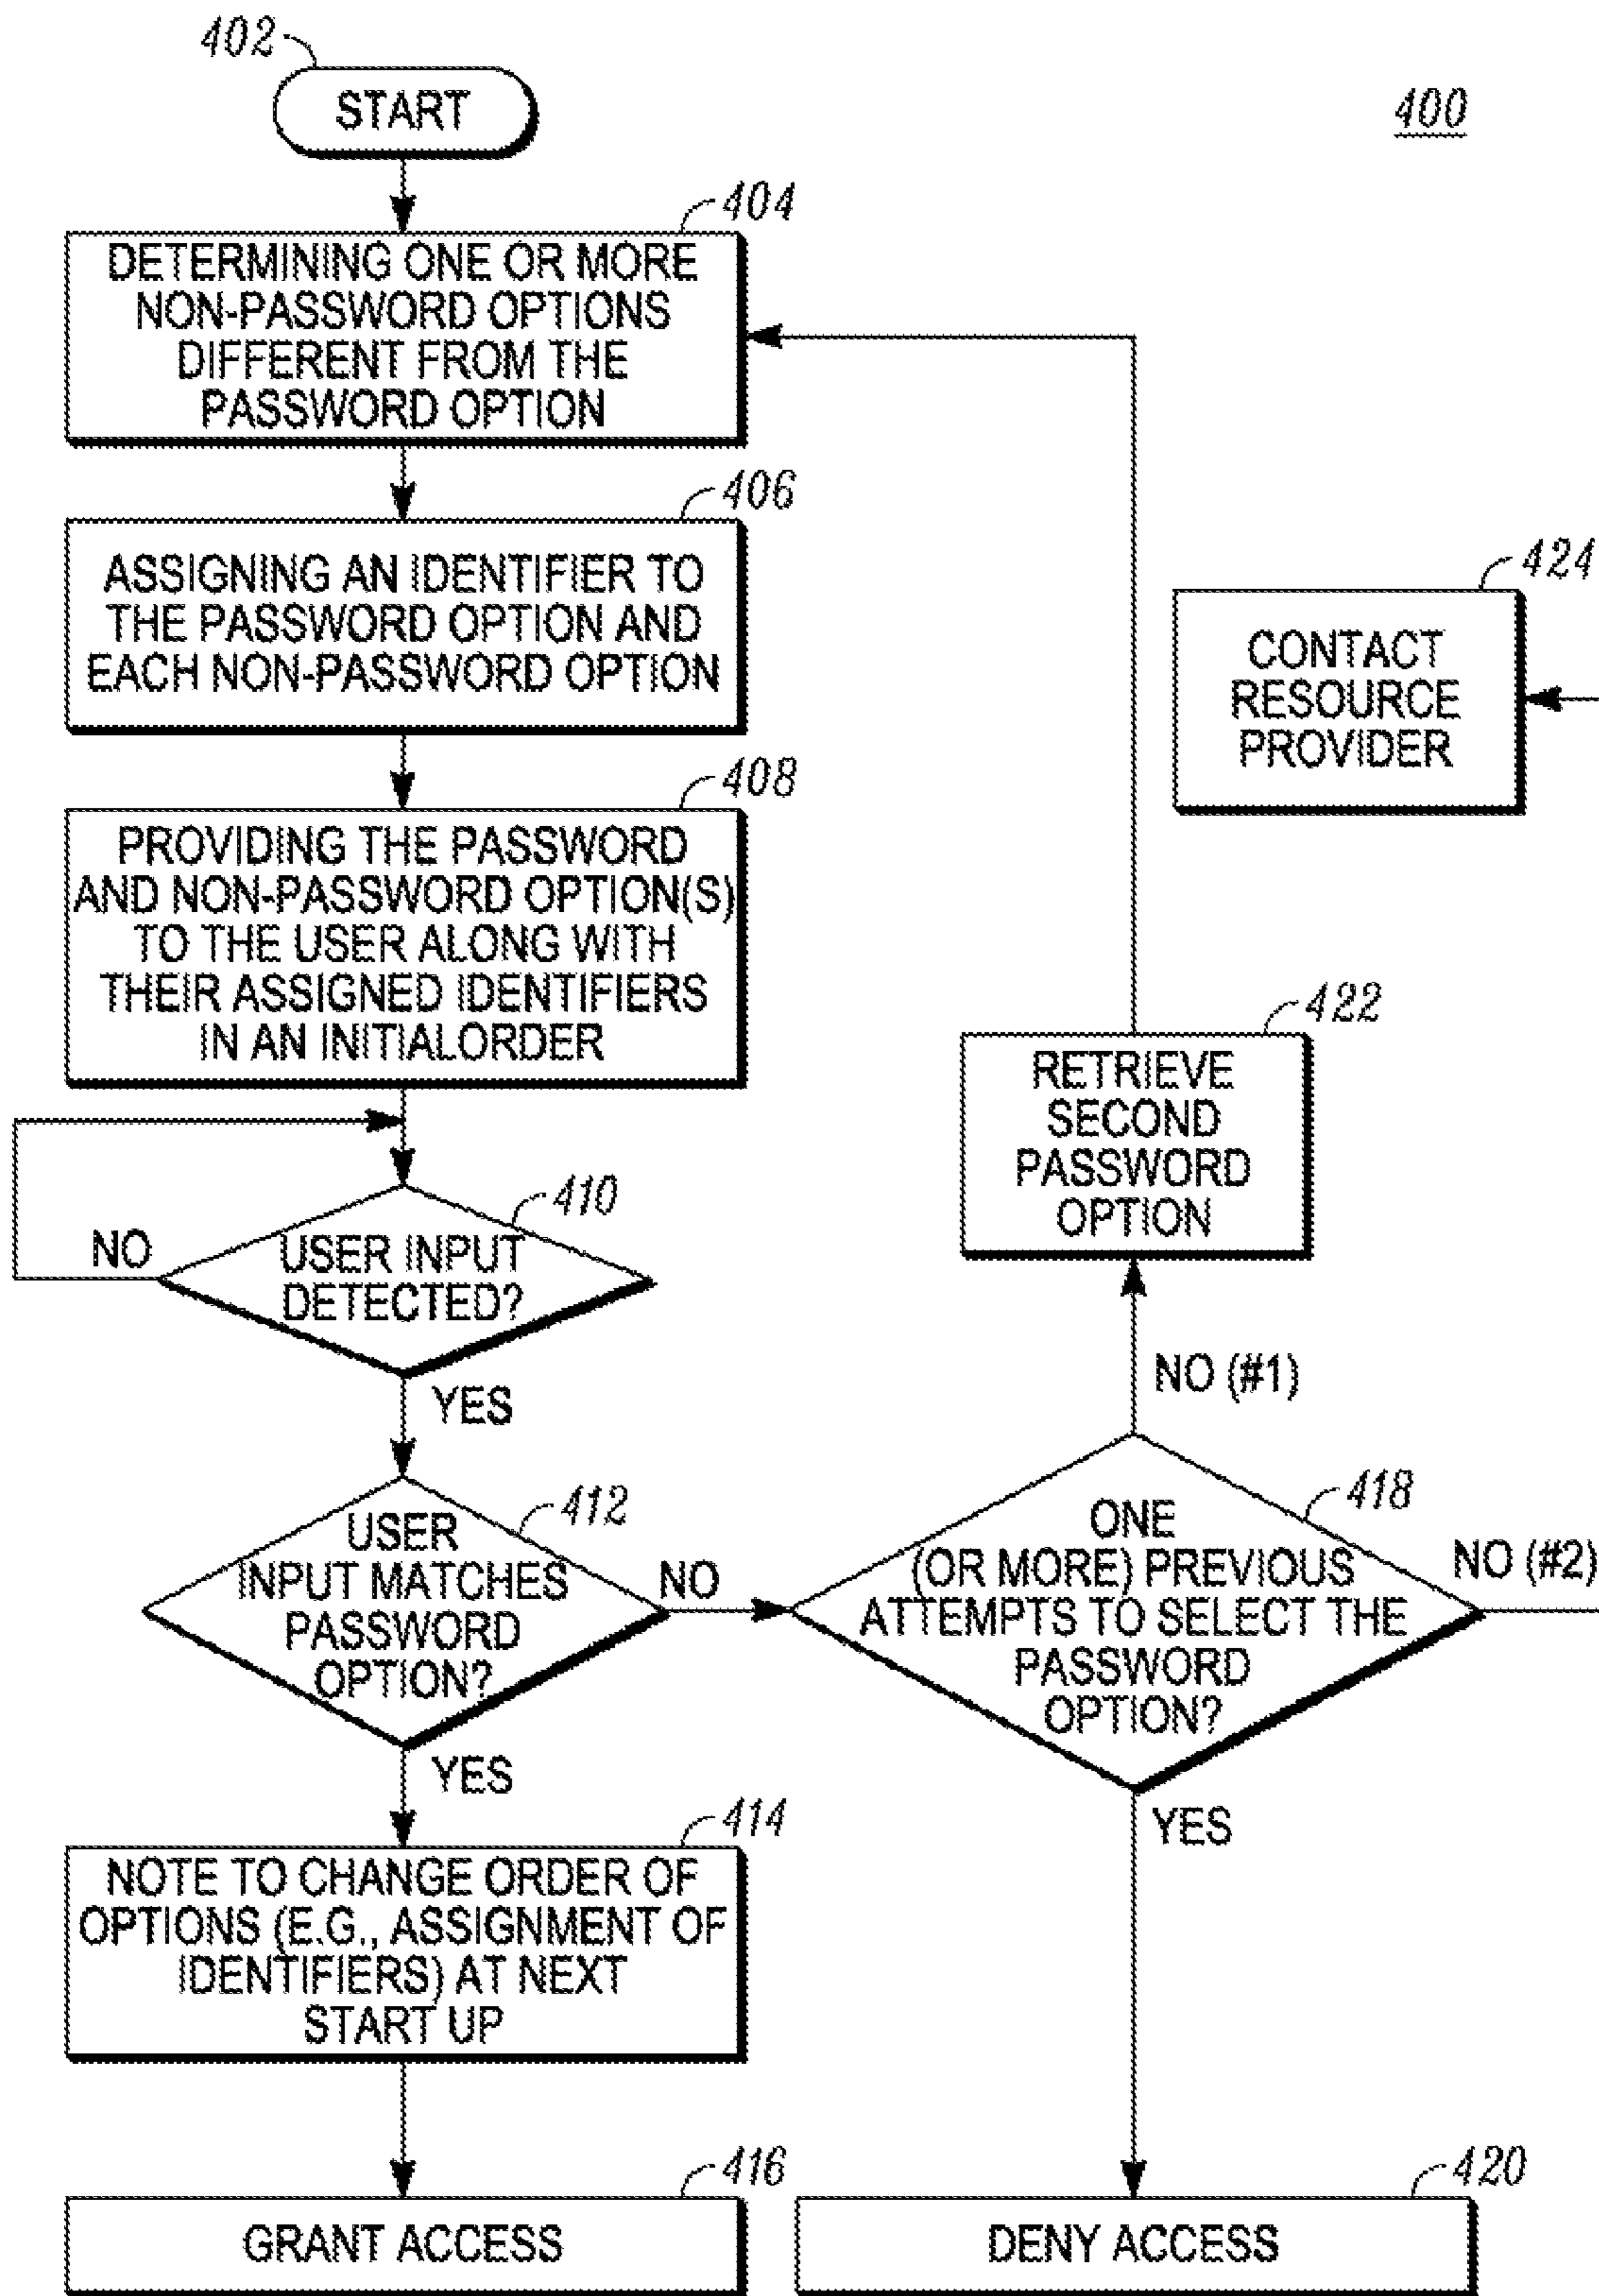 402
START
400
404
DETERMINING ONE OR MORE
NON-PASSWORD OPTIONS
DIFFERENT FROM THE
PASSWORD OPTION
406
ASSIGNING AN IDENTIFIER TO
THE PASSWORD OPTION AND
EACH NON-PASSWORD OPTION
424
CONTACT
RESOURCE
PROVIDER
408
PROVIDING THE PASSWORD
AND NON-PASSWORD OPTION(S)
TO THE USER ALONG WITH
THEIR ASSIGNED IDENTIFIERS
IN AN INITIALORDER
422
RETRIEVE
SECOND
PASSWORD
OPTION
410
NO
USER INPUT
DETECTED?
YES
NO (#1)
412
USER
INPUT MATCHES
PASSWORD
OPTION?
NO
418
ONE
(OR MORE) PREVIOUS
ATTEMPTS TO SELECT THE
PASSWORD
OPTION?
NO (#2)
YES
YES
414
NOTE TO CHANGE ORDER OF
OPTIONS (E.G., ASSIGNMENT OF
IDENTIFIERS) AT NEXT
START UP
416
GRANT ACCESS
420
DENY ACCESS